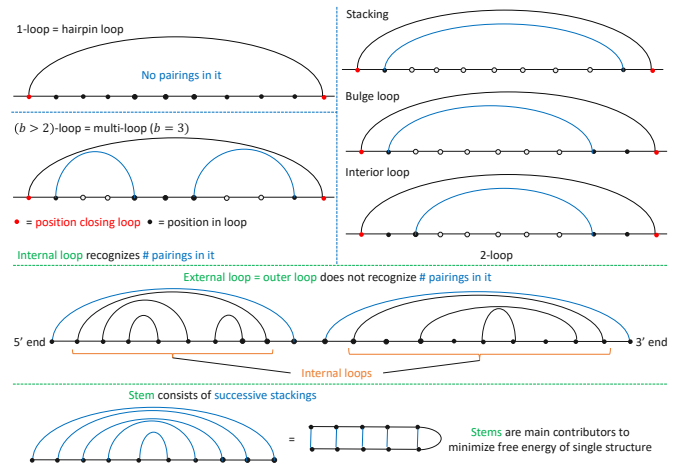 1-loop = hairpin loop
No pairings in it
(b > 2)-loop = multi-loop (b = 3)
• = position closing loop • = position in loop
Internal loop recognizes # pairings in it
Stacking
Bulge loop
Interior loop
2-loop
External loop = outer loop does not recognize # pairings in it
5′ end
3′ end
Internal loops
Stem consists of successive stackings
=
Stems are main contributors to
minimize free energy of single structure